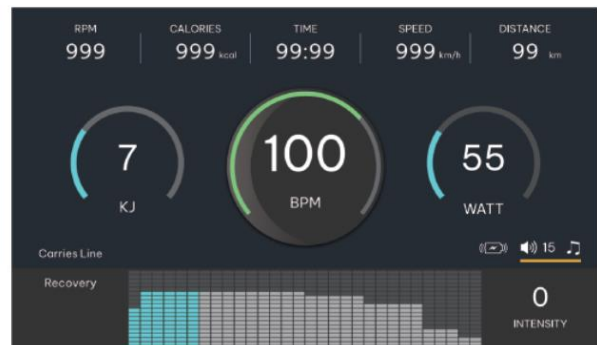 RPM CALORIES TIME SPEED DISTANCE
999 999 kcal 99:99 999 km/h 99 km
7 100 55
KJ BPM WATT
15
Carries Line
Recovery
0
INTENSITY